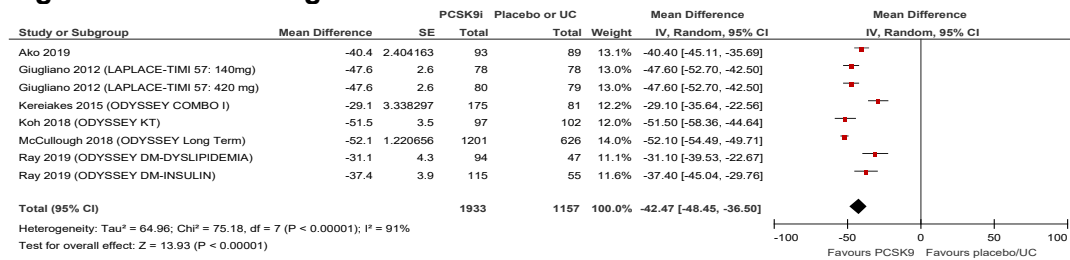 PCSK9i Placebo or UC Mean Difference Mean Difference
Study or Subgroup Mean Difference SE Total Total Weight IV, Random, 95% CI IV, Random, 95% CI
Ako 2019 -40.4 2.404163 93 89 13.1% -40.40 [-45.11, -35.69]
Giugliano 2012 (LAPLACE-TIMI 57: 140mg) -47.6 2.6 78 78 13.0% -47.60 [-52.70, -42.50]
Giugliano 2012 (LAPLACE-TIMI 57: 420 mg) -47.6 2.6 80 79 13.0% -47.60 [-52.70, -42.50]
Kereiakes 2015 (ODYSSEY COMBO I) -29.1 3.338297 175 81 12.2% -29.10 [-35.64, -22.56]
Koh 2018 (ODYSSEY KT) -51.5 3.5 97 102 12.0% -51.50 [-58.36, -44.64]
McCullough 2018 (ODYSSEY Long Term) -52.1 1.220656 1201 626 14.0% -52.10 [-54.49, -49.71]
Ray 2019 (ODYSSEY DM-DYSLIPIDEMIA) -31.1 4.3 94 47 11.1% -31.10 [-39.53, -22.67]
Ray 2019 (ODYSSEY DM-INSULIN) -37.4 3.9 115 55 11.6% -37.40 [-45.04, -29.76]
Total (95% CI) 1933 1157 100.0% -42.47 [-48.45, -36.50]
Heterogeneity: Tau² = 64.96; Chi² = 75.18, df = 7 (P < 0.00001); I² = 91%
Test for overall effect: Z = 13.93 (P < 0.00001)
-100 -50 0 50 100
Favours PCSK9 Favours placebo/UC